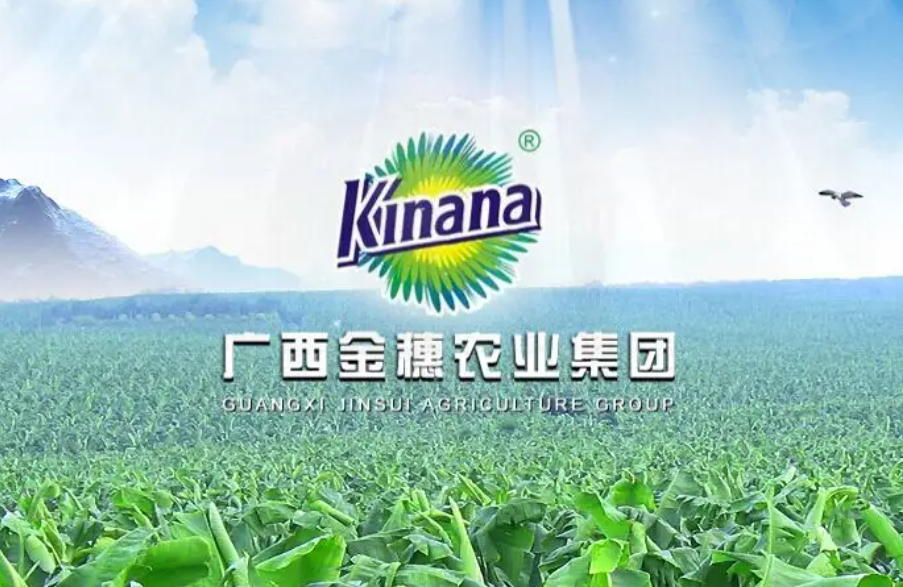 Kinana®
广西金穗农业集团
GUANGXI JINSUI AGRICULTURE GROUP